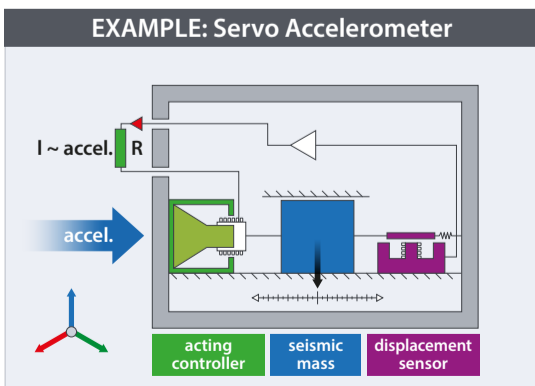 EXAMPLE: Servo Accelerometer
I ~ accel.
R
accel.
acting
controller
seismic
mass
displacement
sensor